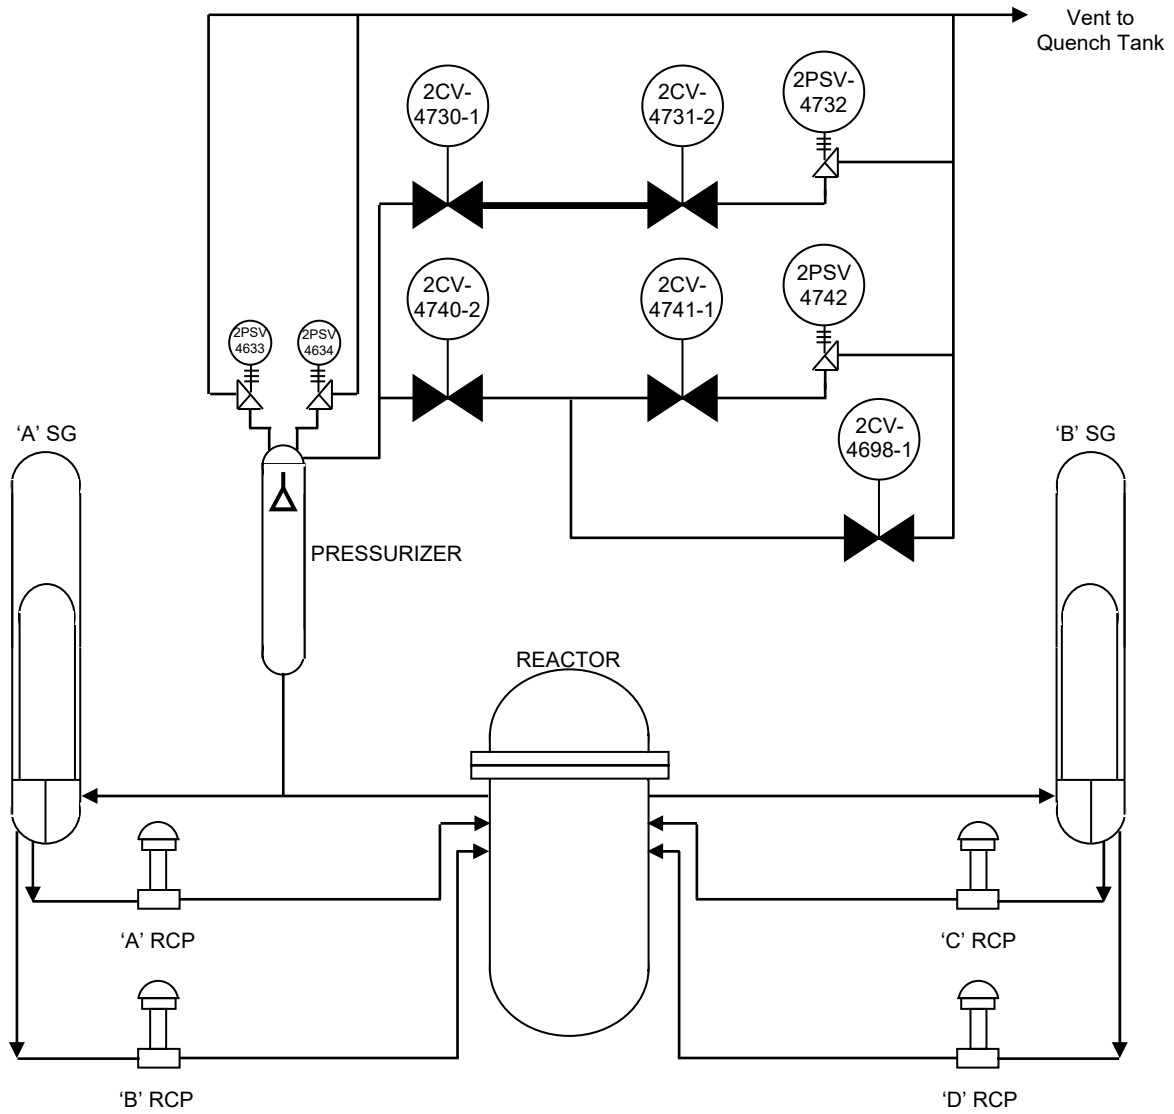 Vent to
Quench Tank
2CV-
4730-1
2CV-
4731-2
2PSV-
4732
2CV-
4740-2
2CV-
4741-1
2PSV
4742
2PSV
4633
2PSV
4634
2CV-
4698-1
‘A’ SG
‘B’ SG
PRESSURIZER
REACTOR
‘A’ RCP
‘C’ RCP
‘B’ RCP
‘D’ RCP